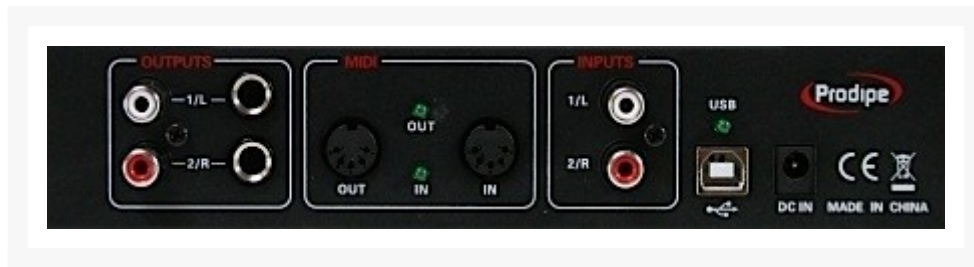 OUTPUTS
1/L
2/R
MIDI
OUT
OUT
IN
IN
INPUTS
1/L
2/R
USB
Prodipe
DC IN
CE
MADE IN CHINA